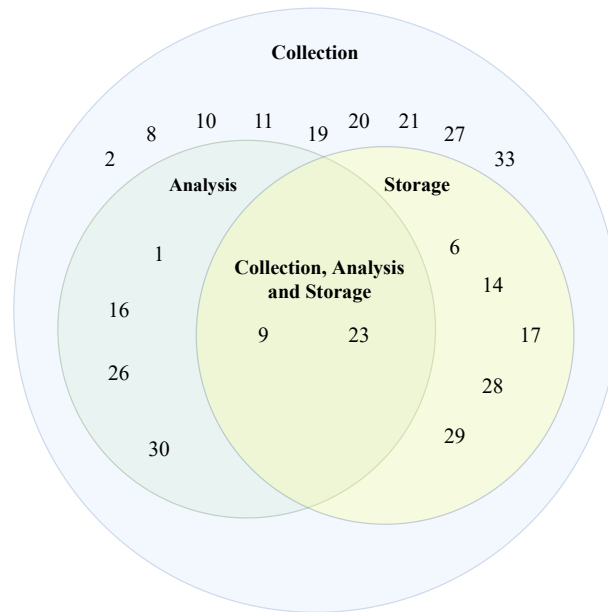 Collection
10 11 20 21
8 19 27
2 33
Analysis Storage
1 6
Collection, Analysis
and Storage
14
16
9 23 17
26
28
29
30